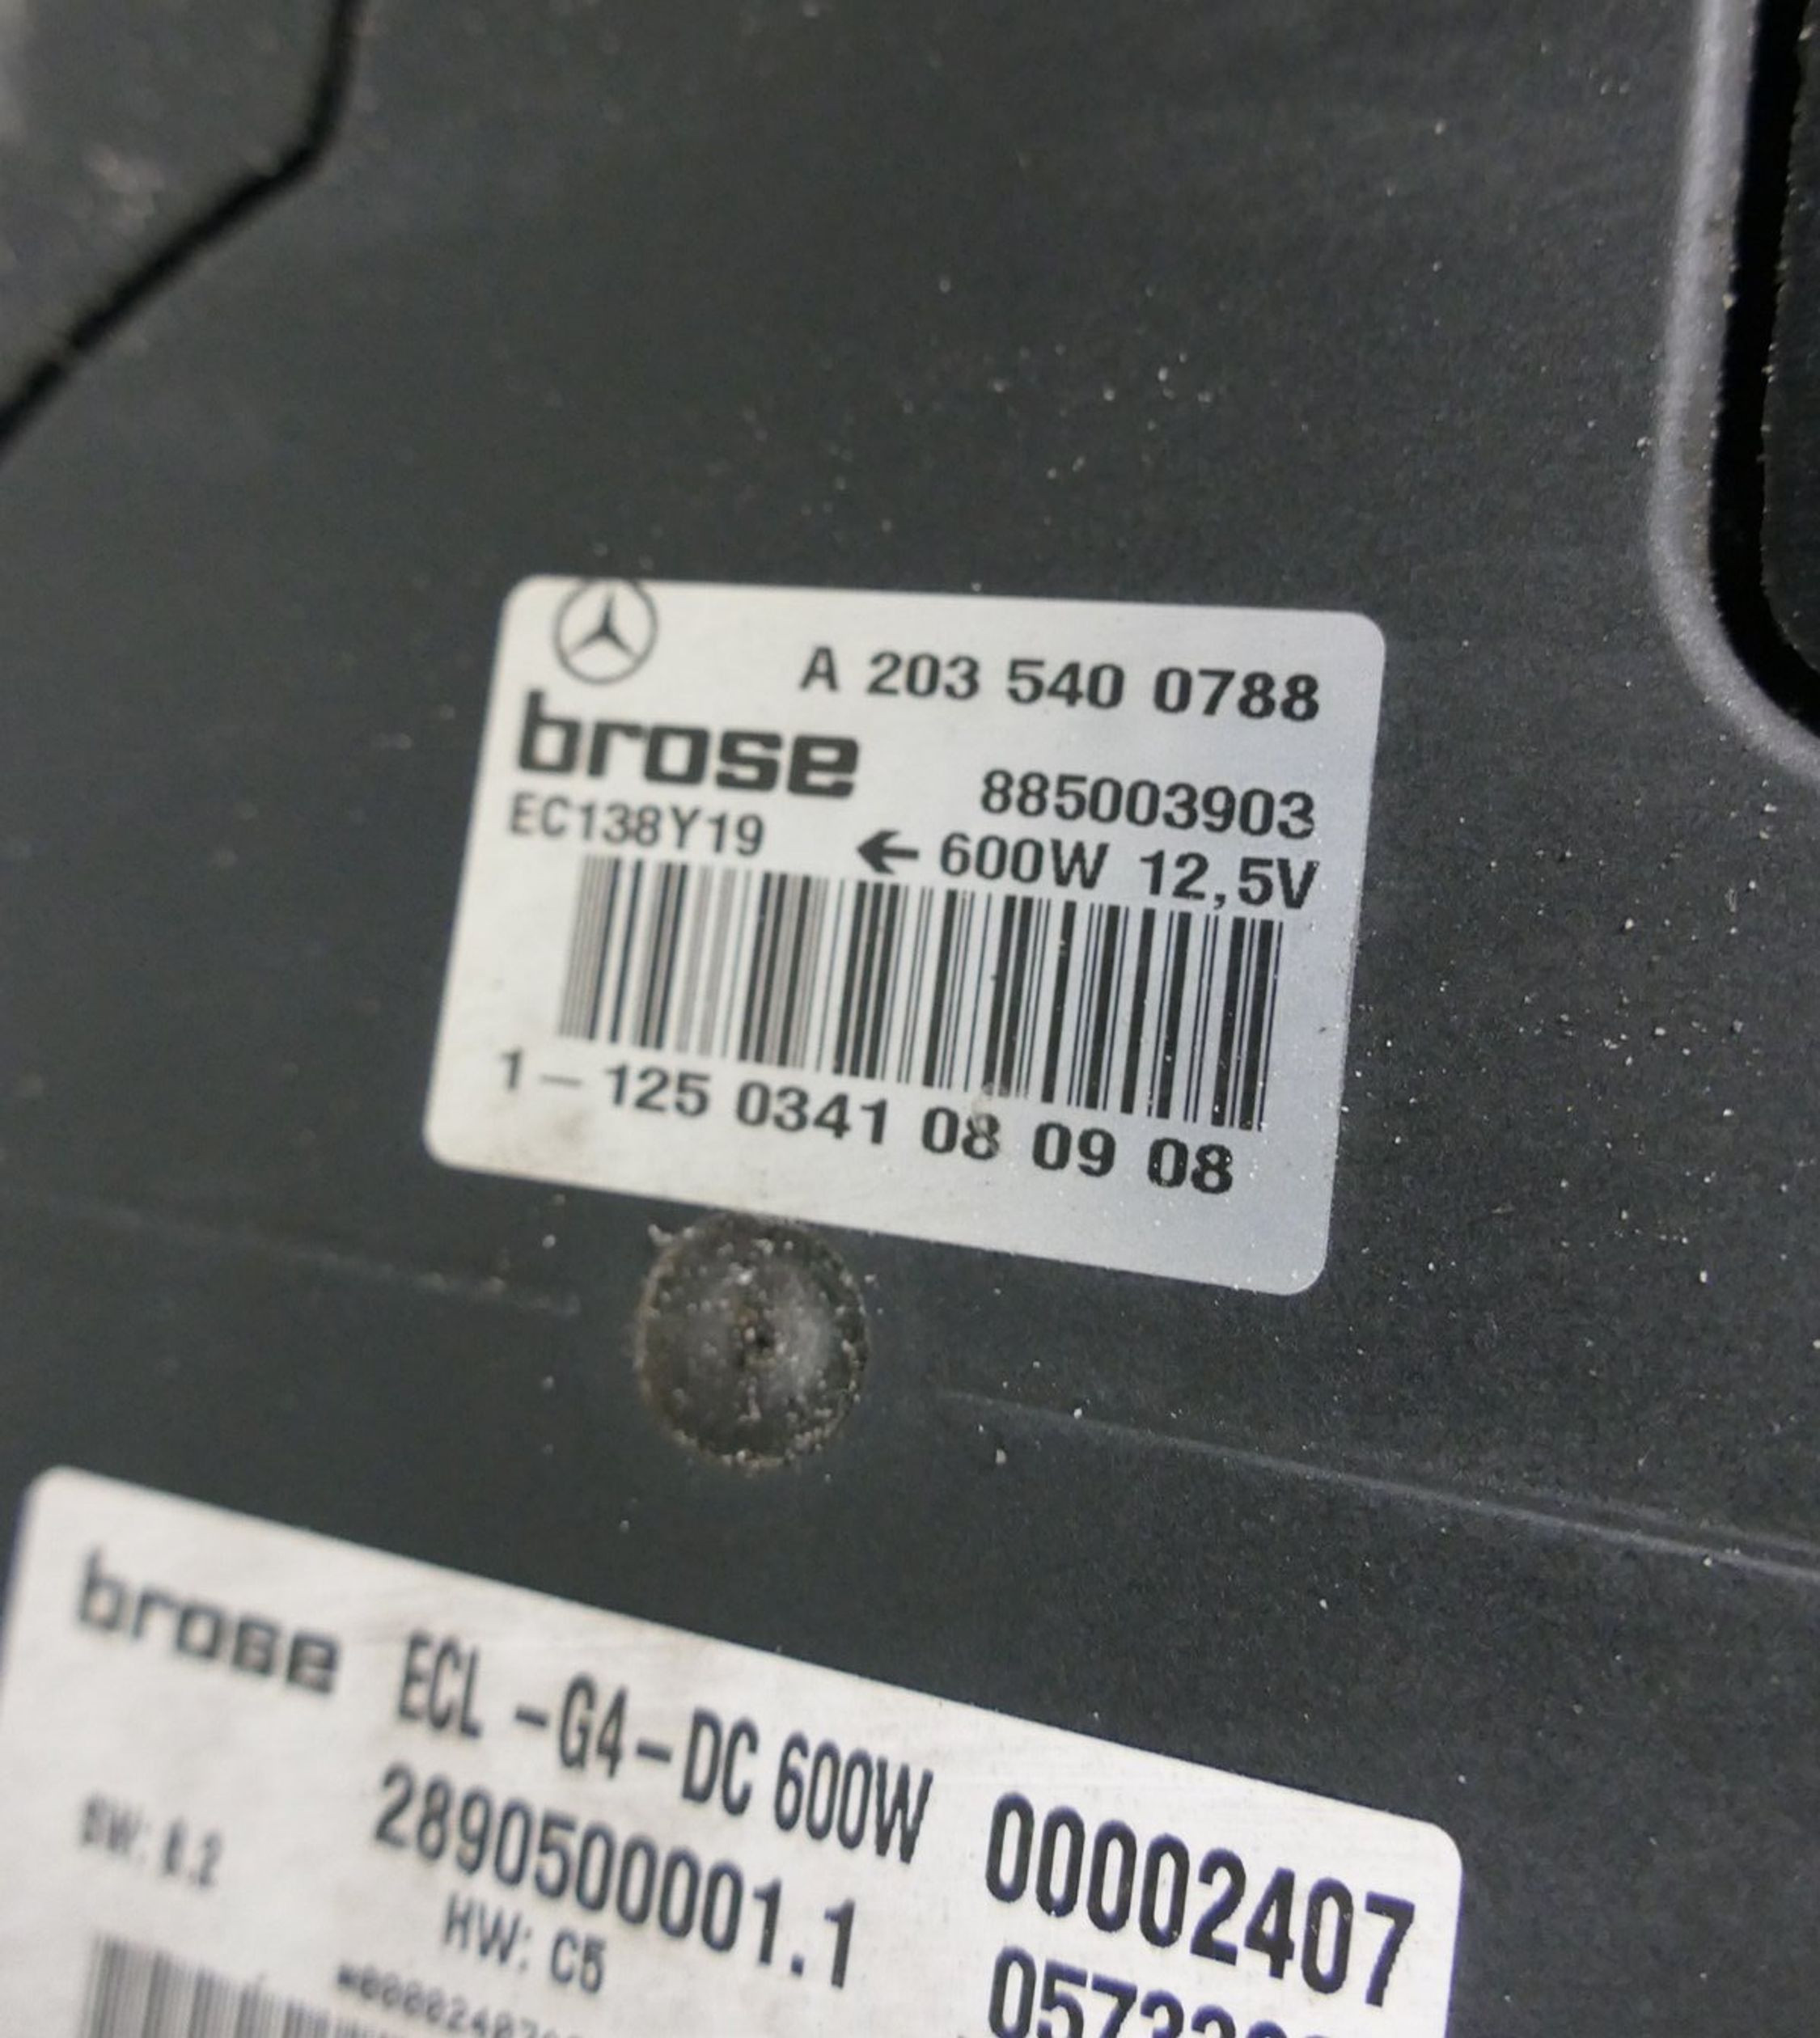 A 203 540 0788
brose
885003903
EC138Y19 ← 600W 12,5V
1 – 125 0341 08 09 08
brose ECL -G4-DC 600W 00002407
2890500001.1
HW: C5